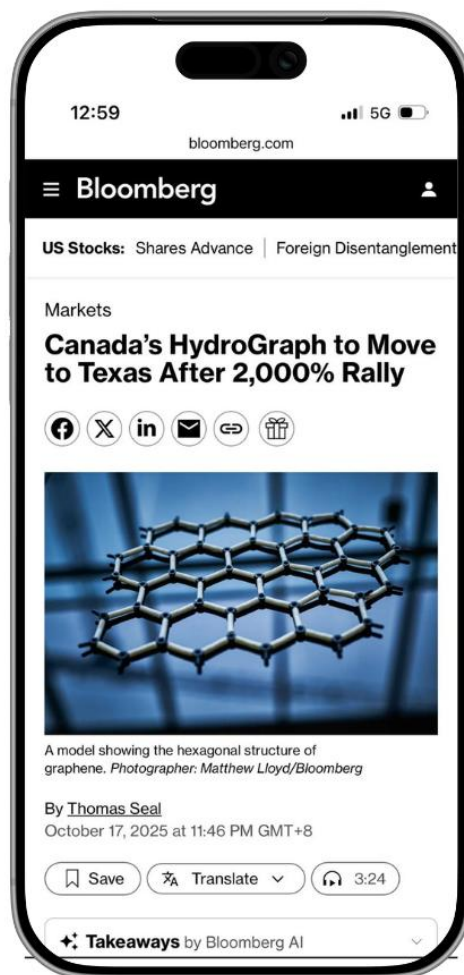 12:59
5G
bloomberg.com
Bloomberg
US Stocks: Shares Advance | Foreign Disentanglement
Markets
Canada's HydroGraph to Move
to Texas After 2,000% Rally
A model showing the hexagonal structure of
graphene. Photographer: Matthew Lloyd/Bloomberg
By Thomas Seal
October 17, 2025 at 11:46 PM GMT+8
Save
Translate
3:24
Takeaways by Bloomberg AI